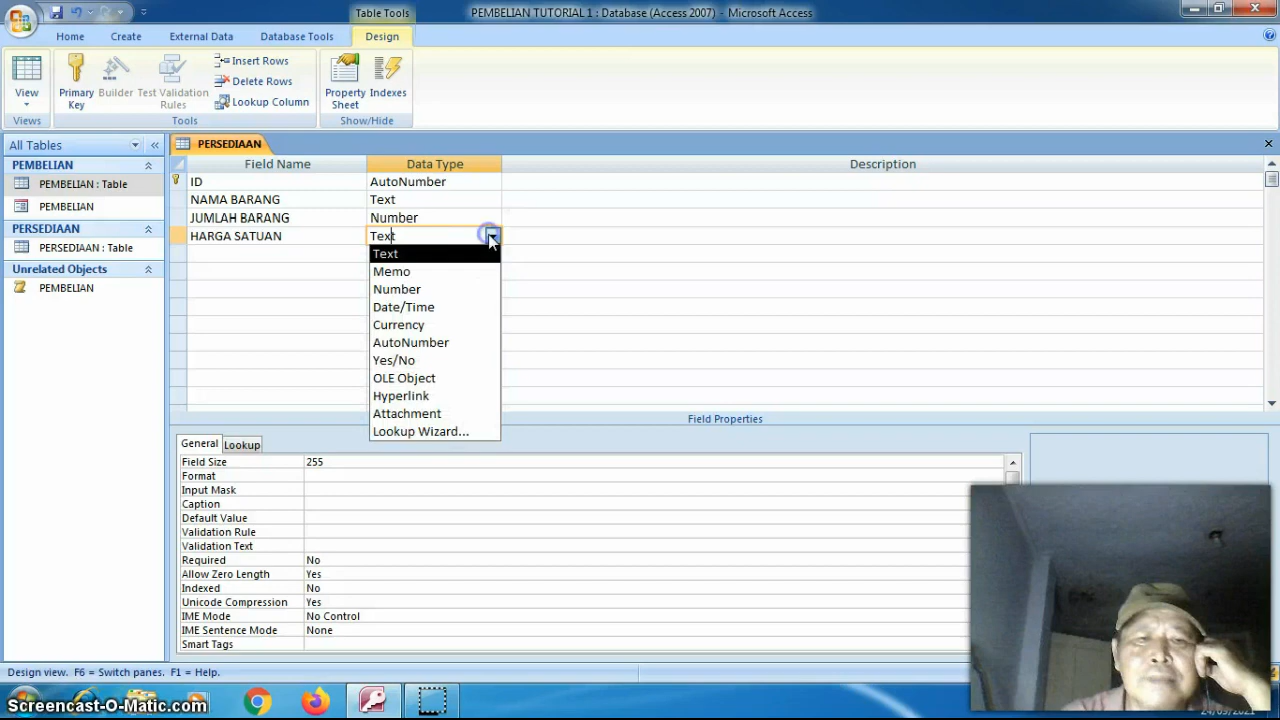 Table Tools
PEMBELIAN TUTORIAL 1 : Database (Access 2007) - Microsoft Access
Home
Create
External Data
Database Tools
Design
View
Primary Key
Builder
Test Validation Rules
Insert Rows
Delete Rows
Lookup Column
Property Sheet
Indexes
Views
Tools
Show/Hide
All Tables
PEMBELIAN
PEMBELIAN : Table
PEMBELIAN
PERSEDIAAN
PERSEDIAAN : Table
Unrelated Objects
PEMBELIAN
PERSEDIAAN
Field Name
Data Type
Description
ID
AutoNumber
NAMA BARANG
Text
JUMLAH BARANG
Number
HARGA SATUAN
Text
Text
Memo
Number
Date/Time
Currency
AutoNumber
Yes/No
OLE Object
Hyperlink
Attachment
Lookup Wizard...
Field Properties
General
Lookup
Field Size
255
Format
Input Mask
Caption
Default Value
Validation Rule
Validation Text
Required
No
Allow Zero Length
Yes
Indexed
No
Unicode Compression
Yes
IME Mode
No Control
IME Sentence Mode
None
Smart Tags
Design view. F6 = Switch panes. F1 = Help.
Screencast-O-Matic.com